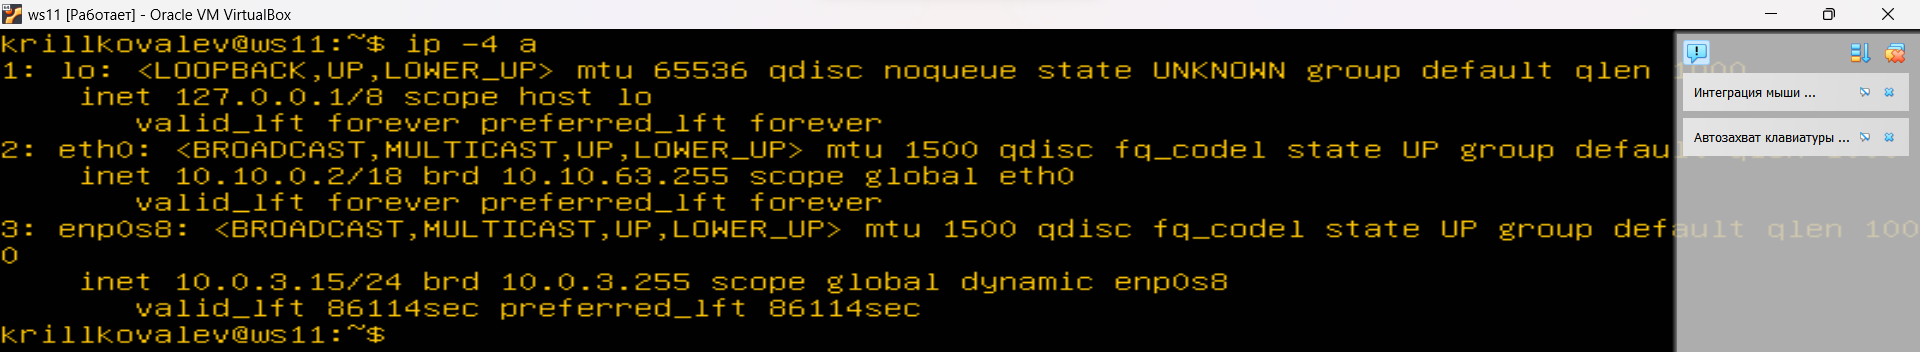 ws11 [Работает] - Oracle VM VirtualBox
krillkovalev@ws11:~$ ip -4 a
1: lo: <LOOPBACK,UP,LOWER_UP> mtu 65536 qdisc noqueue state UNKNOWN group default qlen 1000
inet 127.0.0.1/8 scope host lo
valid_lft forever preferred_lft forever
2: eth0: <BROADCAST,MULTICAST,UP,LOWER_UP> mtu 1500 qdisc fq_codel state UP group default qlen 1000
inet 10.10.0.2/18 brd 10.10.63.255 scope global eth0
valid_lft forever preferred_lft forever
3: enp0s8: <BROADCAST,MULTICAST,UP,LOWER_UP> mtu 1500 qdisc fq_codel state UP group default qlen 100
0
inet 10.0.3.15/24 brd 10.0.3.255 scope global dynamic enp0s8
valid_lft 86114sec preferred_lft 86114sec
krillkovalev@ws11:~$
Интеграция мыши ...
Автозахват клавиатуры ...